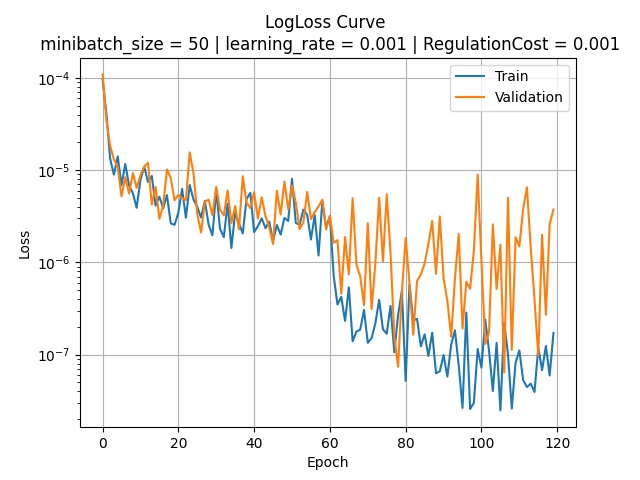 LogLoss Curve
minibatch_size = 50 | learning_rate = 0.001 | RegulationCost = 0.001
Train
Validation
10⁻⁴
10⁻⁵
10⁻⁶
10⁻⁷
Loss
0 20 40 60 80 100 120
Epoch